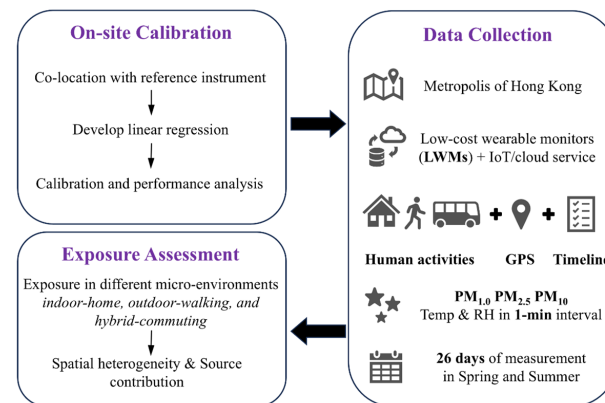 On-site Calibration
Co-location with reference instrument
Develop linear regression
Calibration and performance analysis
Data Collection
Metropolis of Hong Kong
Low-cost wearable monitors
(LWMs) + IoT/cloud service
Human activities GPS Timeline
PM1.0 PM2.5 PM10
Temp & RH in 1-min interval
26 days of measurement
in Spring and Summer
Exposure Assessment
Exposure in different micro-environments
indoor-home, outdoor-walking, and
hybrid-commuting
Spatial heterogeneity & Source
contribution